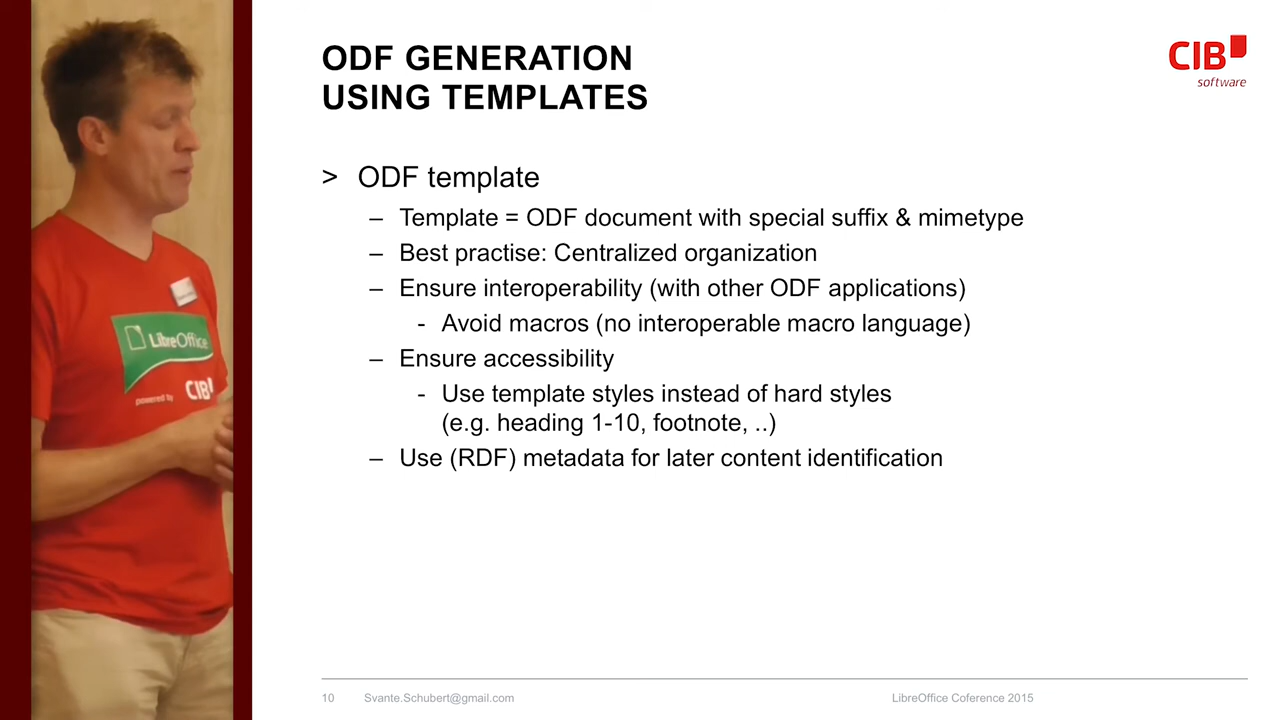 ODF GENERATION
USING TEMPLATES
CIB
software
> ODF template
– Template = ODF document with special suffix & mimetype
– Best practise: Centralized organization
– Ensure interoperability (with other ODF applications)
- Avoid macros (no interoperable macro language)
– Ensure accessibility
- Use template styles instead of hard styles
(e.g. heading 1-10, footnote, ..)
– Use (RDF) metadata for later content identification
LibreOffice
powered by CIB
10 Svante.Schubert@gmail.com LibreOffice Coference 2015